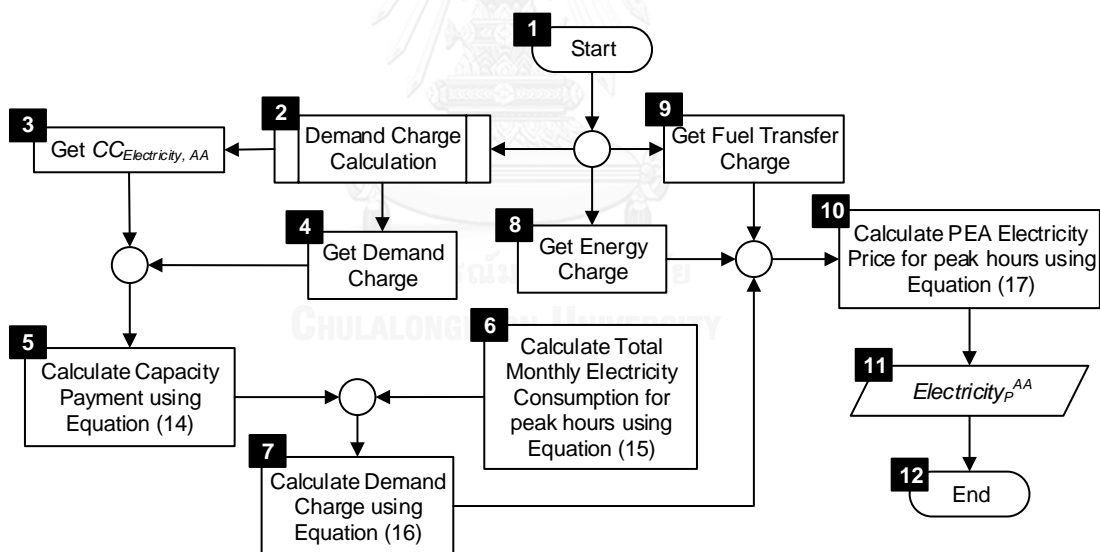 1
Start
2
Demand Charge
Calculation
3
Get CC_Electricity, AA
4
Get Demand
Charge
5
Calculate Capacity
Payment using
Equation (14)
6
Calculate Total
Monthly Electricity
Consumption for
peak hours using
Equation (15)
7
Calculate Demand
Charge using
Equation (16)
8
Get Energy
Charge
9
Get Fuel Transfer
Charge
10
Calculate PEA Electricity
Price for peak hours using
Equation (17)
11
Electricity_P^AA
12
End
UNIVERSITY